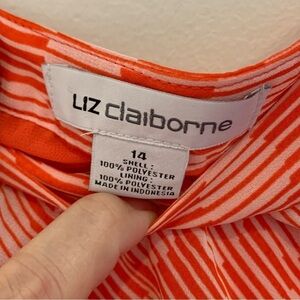 LIZ claiborne
14
SHELL:
100% POLYESTER
LINING:
100% POLYESTER
MADE IN INDONESIA